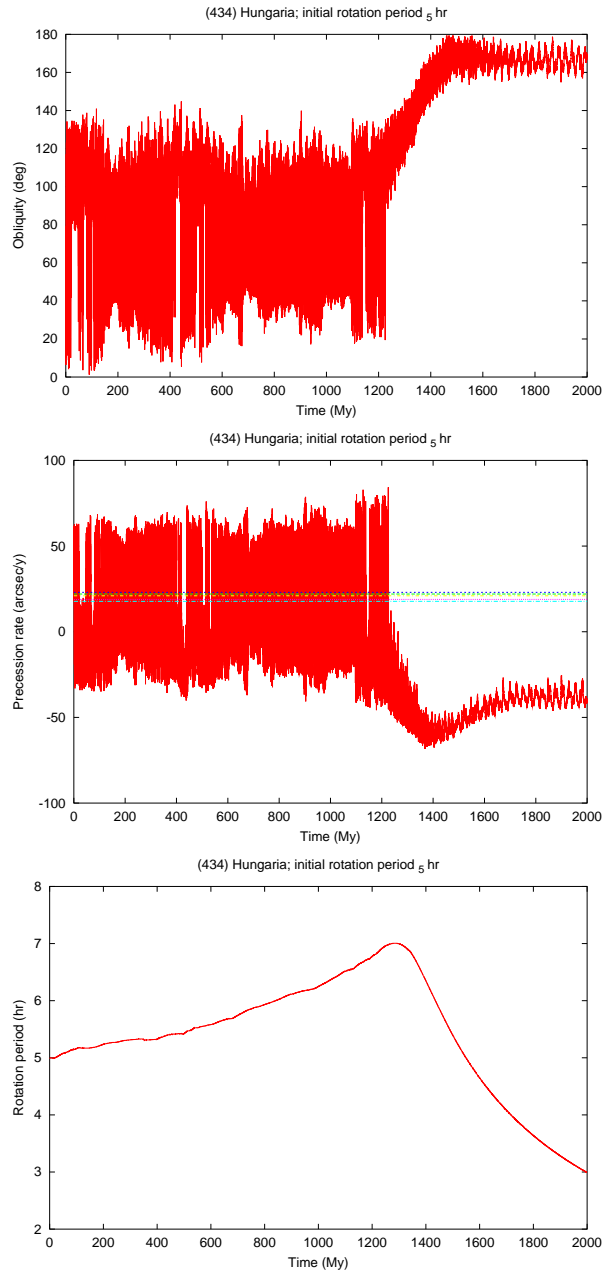 (434) Hungaria; initial rotation period 5 hr
180
160
140
120
100
80
60
40
20
0
Obliquity (deg)
0 200 400 600 800 1000 1200 1400 1600 1800 2000
Time (My)
(434) Hungaria; initial rotation period 5 hr
100
50
0
-50
-100
Precession rate (arcsec/y)
0 200 400 600 800 1000 1200 1400 1600 1800 2000
Time (My)
(434) Hungaria; initial rotation period 5 hr
8
7
6
5
4
3
2
Rotation period (hr)
0 200 400 600 800 1000 1200 1400 1600 1800 2000
Time (My)